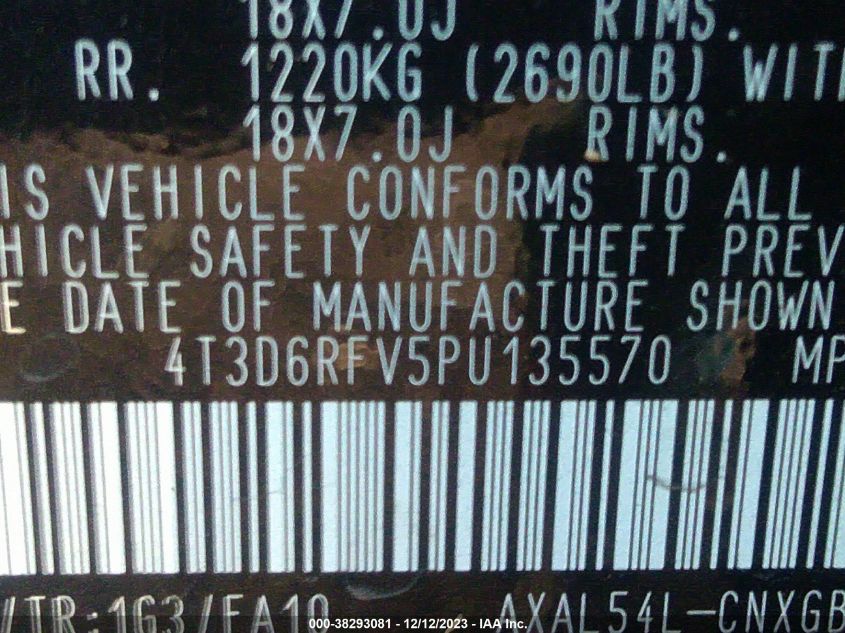 18X7.0J RIMS.
RR. 1220KG (2690LB) WITH
18X7.0J RIMS.
IS VEHICLE CONFORMS TO ALL
HICLE SAFETY AND THEFT PREV
E DATE OF MANUFACTURE SHOWN
4T3D6RFV5PU135570 MP
/TR:1G3/FA10 AXAL54L-CNXGB
000-38293081 - 12/12/2023 - IAA Inc.